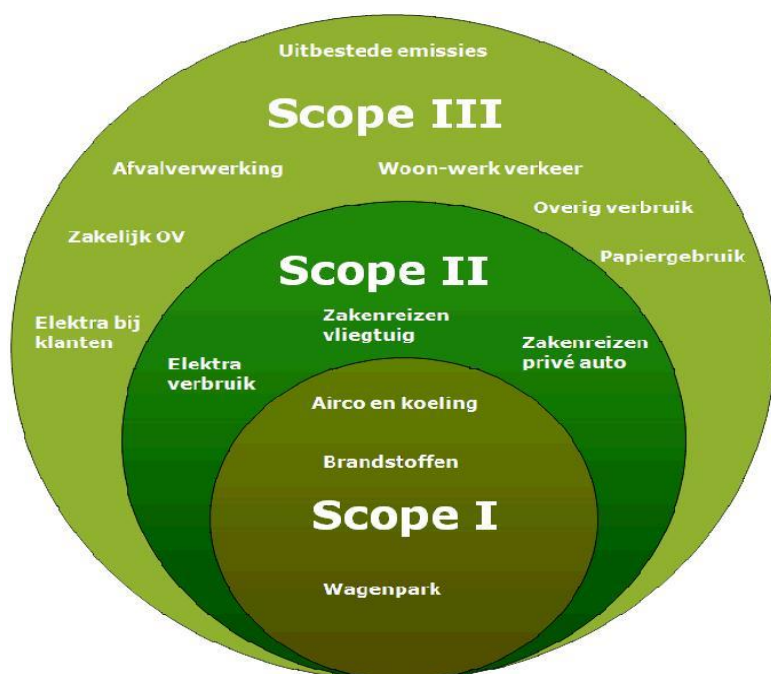 Uitbestede emissies
Scope III
Afvalverwerking
Woon-werk verkeer
Overig verbruik
Zakelijk OV
Papiergebruik
Scope II
Elektra bij
klanten
Zakenreizen
vliegtuig
Zakenreizen
privé auto
Elektra
verbruik
Airco en koeling
Brandstoffen
Scope I
Wagenpark